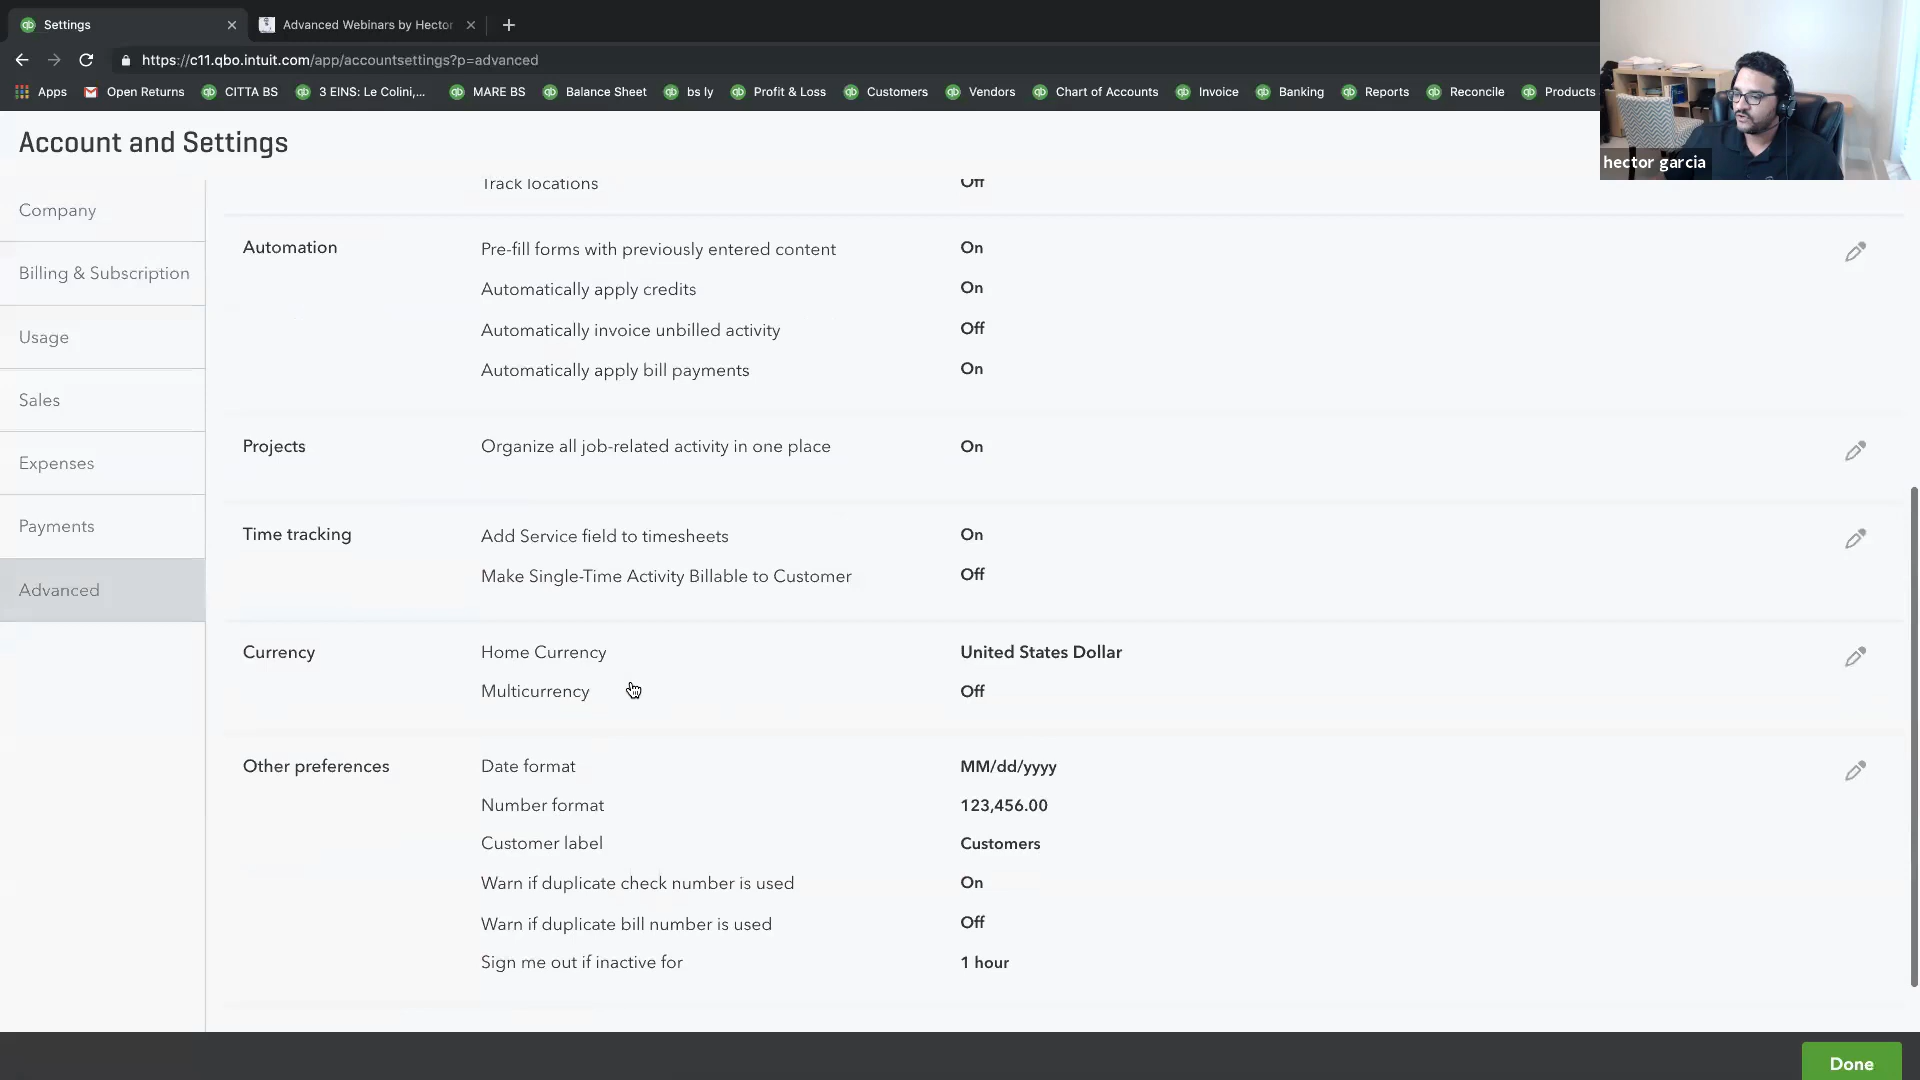 Settings
Advanced Webinars by Hector
https://c11.qbo.intuit.com/app/accountsettings?p=advanced
Apps Open Returns CITTA BS 3 EINS: Le Colini,... MARE BS Balance Sheet bs ly Profit & Loss Customers Vendors Chart of Accounts Invoice Banking Reports Reconcile Products
hector garcia
Account and Settings
Company
Billing & Subscription
Usage
Sales
Expenses
Payments
Advanced
Track locations Off
Automation Pre-fill forms with previously entered content On
Automatically apply credits On
Automatically invoice unbilled activity Off
Automatically apply bill payments On
Projects Organize all job-related activity in one place On
Time tracking Add Service field to timesheets On
Make Single-Time Activity Billable to Customer Off
Currency Home Currency United States Dollar
Multicurrency Off
Other preferences Date format MM/dd/yyyy
Number format 123,456.00
Customer label Customers
Warn if duplicate check number is used On
Warn if duplicate bill number is used Off
Sign me out if inactive for 1 hour
Done